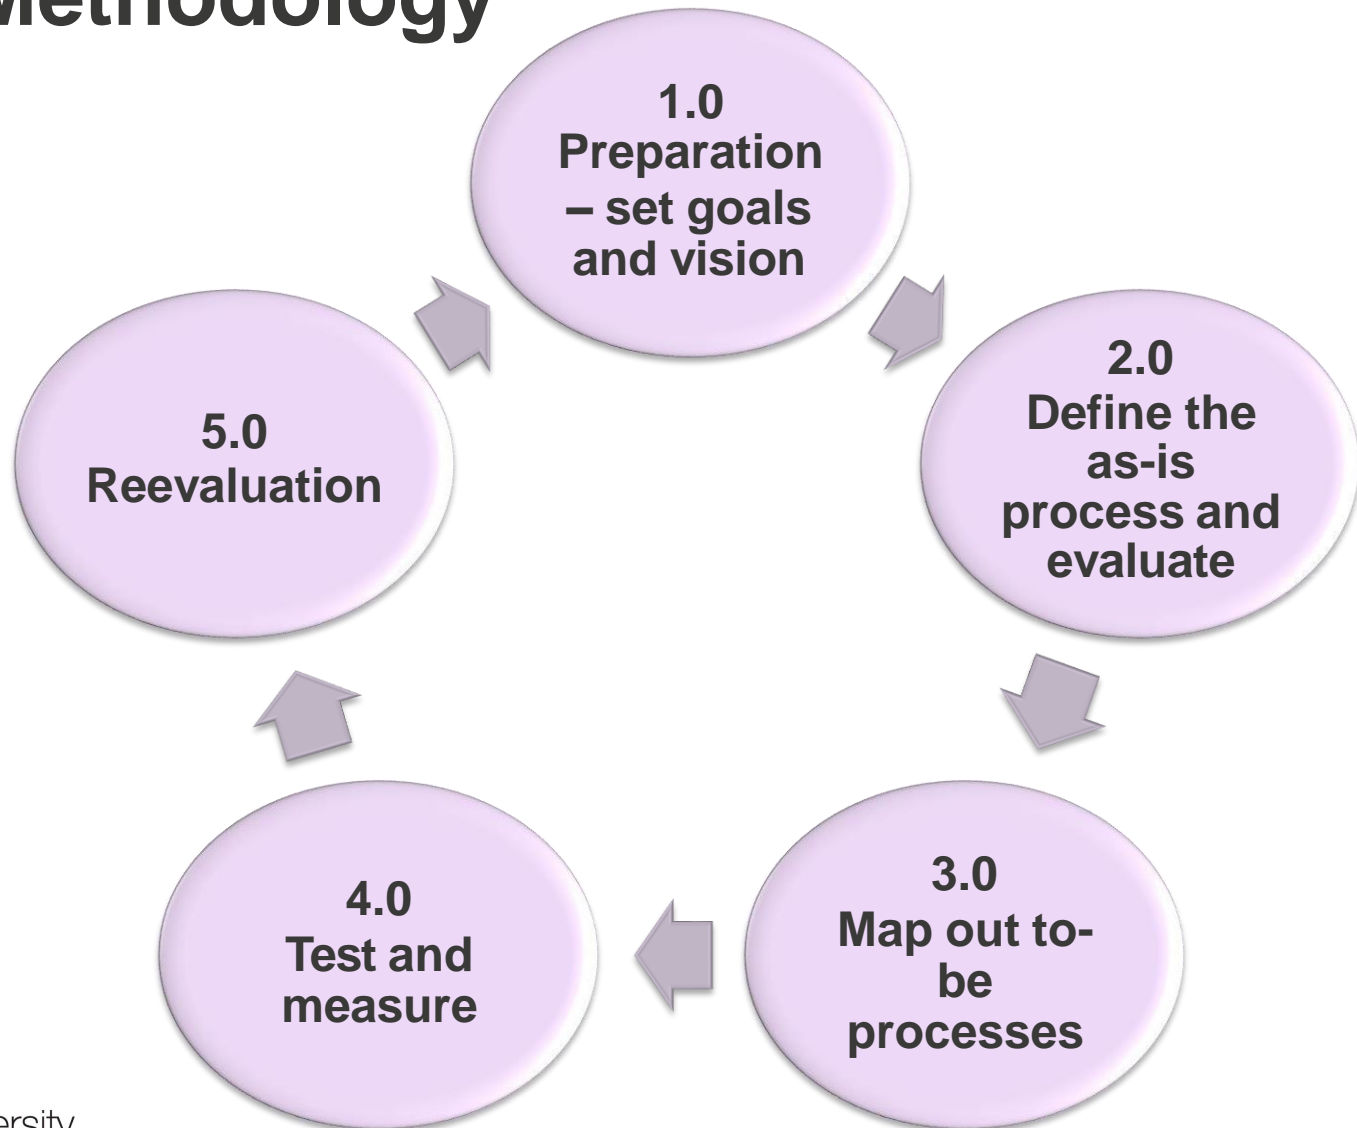 Methodology
1.0
Preparation
– set goals
and vision
2.0
Define the
as-is
process and
evaluate
3.0
Map out to-
be
processes
4.0
Test and
measure
5.0
Reevaluation